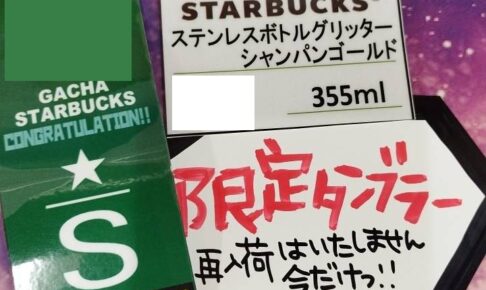 GACHA
STARBUCKS
CONGRATULATION!!
★
S
STARBUCKS®
ステンレスボトルグリッター
シャンパンゴールド
355ml
限定タンブラー
再入荷はいたしません
今だけっ!!